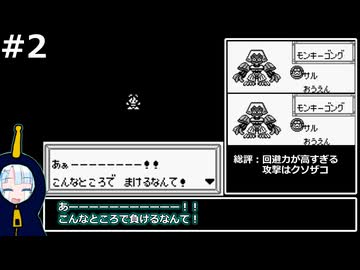 #2
モンキーゴング
サル
おうえん
モンキーゴング
サル
おうえん
総評：回避力が高すぎる
攻撃はクソザコ
あぁーーーーーーーー！！
こんなところで まけるなんて！
あーーーーーーーーーーー！！
こんなところで負けるなんて！